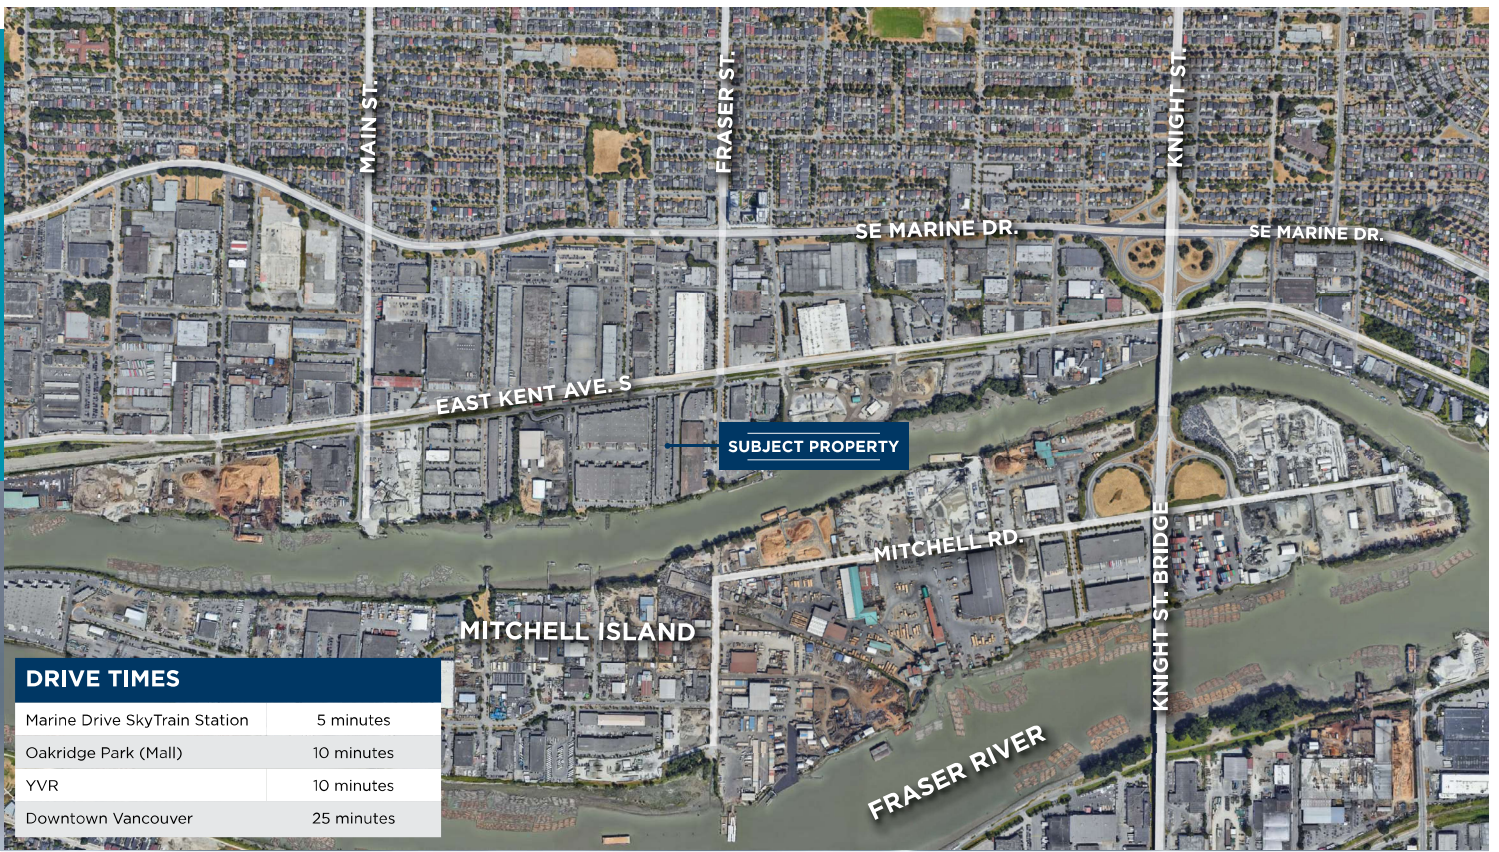 MAIN ST.
FRASER ST.
KNIGHT ST.
SE MARINE DR.
SE MARINE DR.
EAST KENT AVE. S
SUBJECT PROPERTY
MITCHELL RD.
KNIGHT ST. BRIDGE
MITCHELL ISLAND
FRASER RIVER
DRIVE TIMES
Marine Drive SkyTrain Station 5 minutes
Oakridge Park (Mall) 10 minutes
YVR 10 minutes
Downtown Vancouver 25 minutes